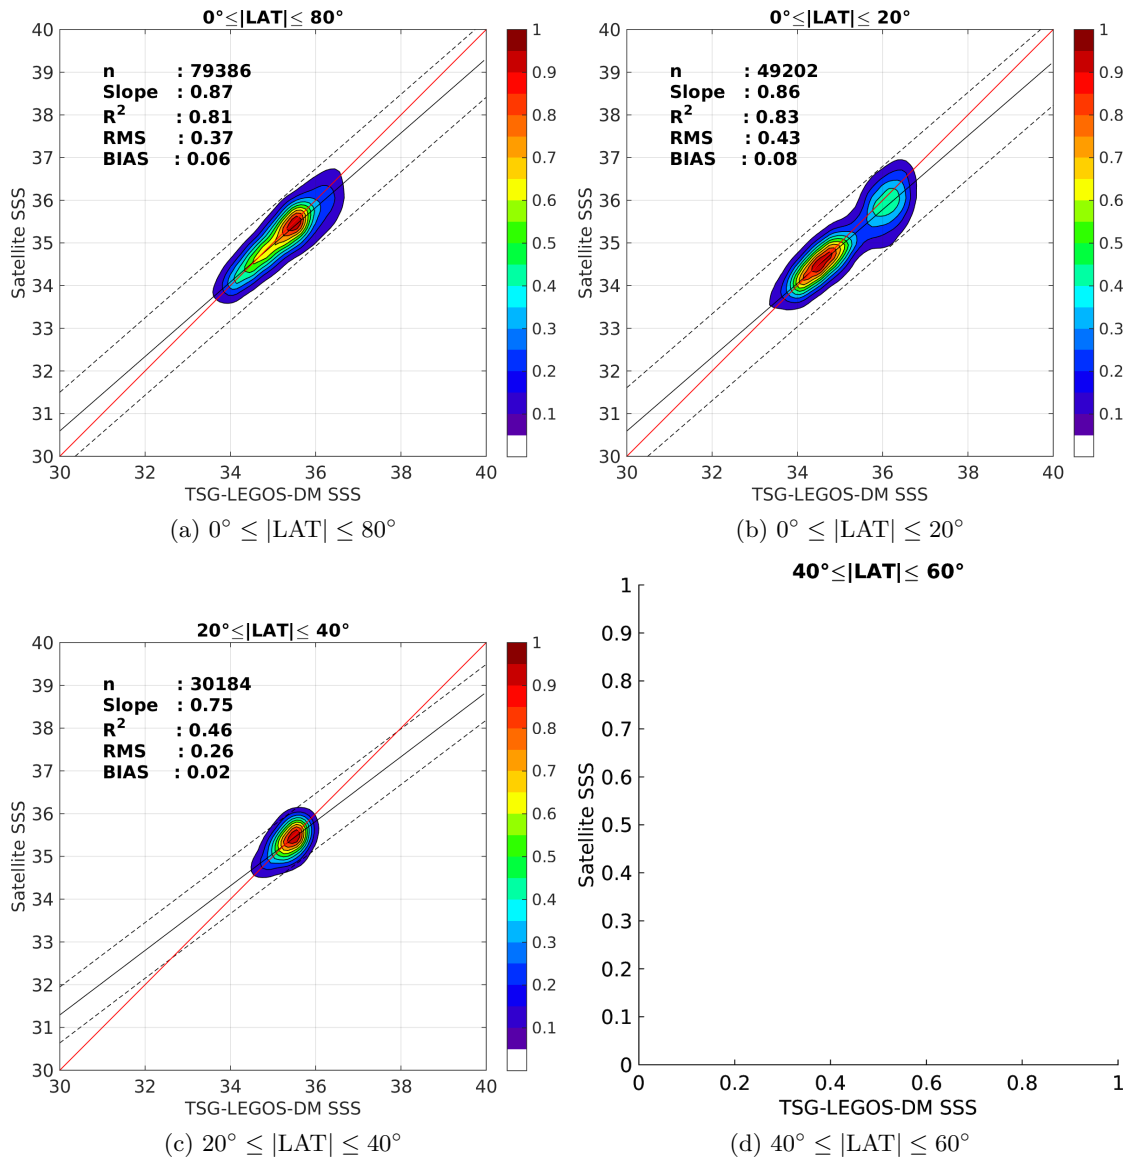 0°≤|LAT|≤ 80°
n : 79386
Slope : 0.87
R² : 0.81
RMS : 0.37
BIAS : 0.06
40
39
38
37
36
35
34
33
32
31
30
30 32 34 36 38 40
Satellite SSS
TSG-LEGOS-DM SSS
1
0.9
0.8
0.7
0.6
0.5
0.4
0.3
0.2
0.1
(a) 0° ≤ |LAT| ≤ 80°
0°≤|LAT|≤ 20°
n : 49202
Slope : 0.86
R² : 0.83
RMS : 0.43
BIAS : 0.08
40
39
38
37
36
35
34
33
32
31
30
30 32 34 36 38 40
Satellite SSS
TSG-LEGOS-DM SSS
1
0.9
0.8
0.7
0.6
0.5
0.4
0.3
0.2
0.1
(b) 0° ≤ |LAT| ≤ 20°
20°≤|LAT|≤ 40°
n : 30184
Slope : 0.75
R² : 0.46
RMS : 0.26
BIAS : 0.02
40
39
38
37
36
35
34
33
32
31
30
30 32 34 36 38 40
Satellite SSS
TSG-LEGOS-DM SSS
1
0.9
0.8
0.7
0.6
0.5
0.4
0.3
0.2
0.1
(c) 20° ≤ |LAT| ≤ 40°
40°≤|LAT|≤ 60°
1
0.9
0.8
0.7
0.6
0.5
0.4
0.3
0.2
0.1
0
0 0.2 0.4 0.6 0.8 1
Satellite SSS
TSG-LEGOS-DM SSS
(d) 40° ≤ |LAT| ≤ 60°